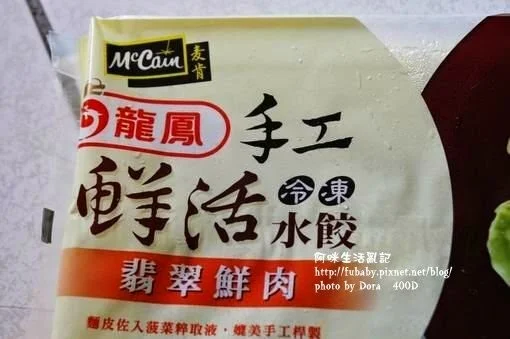 McCain 麦肯
龍鳳 手工
鮮活 冷凍
水餃
翡翠鮮肉
麵皮佐入菠菜粹取液，媲美手工桿製
阿咪生活亂記
http://fubaby.pixnet.net/blog/
photo by Dora 400D